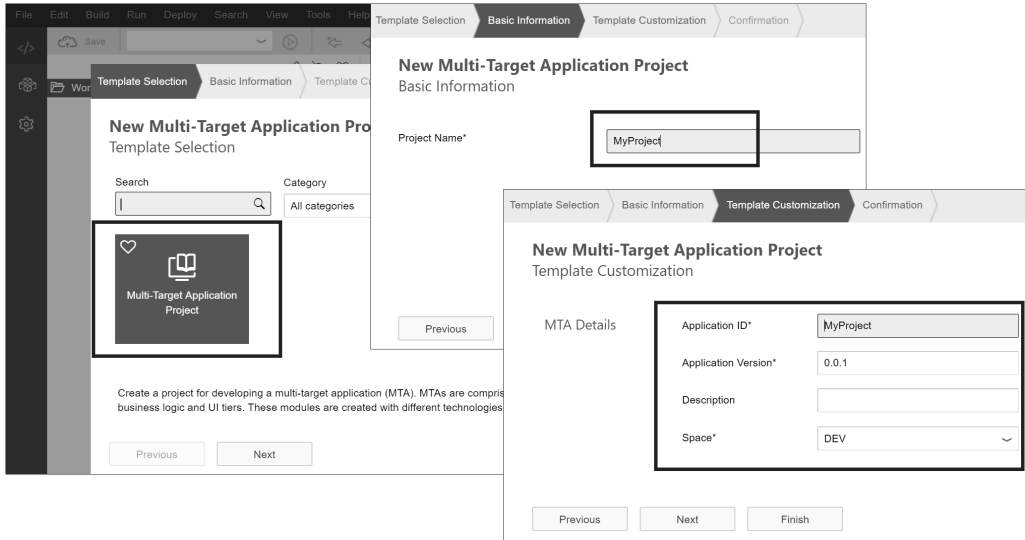 File Edit Build Run Deploy Search View Tools Help
Save
Template Selection Basic Information
New Multi-Target Application
Template Selection
Search Category
All categories
Multi-Target Application
Project
Create a project for developing a multi-target application (MTA). MTAs are
business logic and UI tiers. These modules are created with different technologies
Previous Next
Template Selection Basic Information Template Customization Confirmation
New Multi-Target Application Project
Basic Information
Project Name* MyProject
Previous
Template Selection Basic Information Template Customization Confirmation
New Multi-Target Application Project
Template Customization
MTA Details Application ID* MyProject
Application Version* 0.0.1
Description
Space* DEV
Previous Next Finish